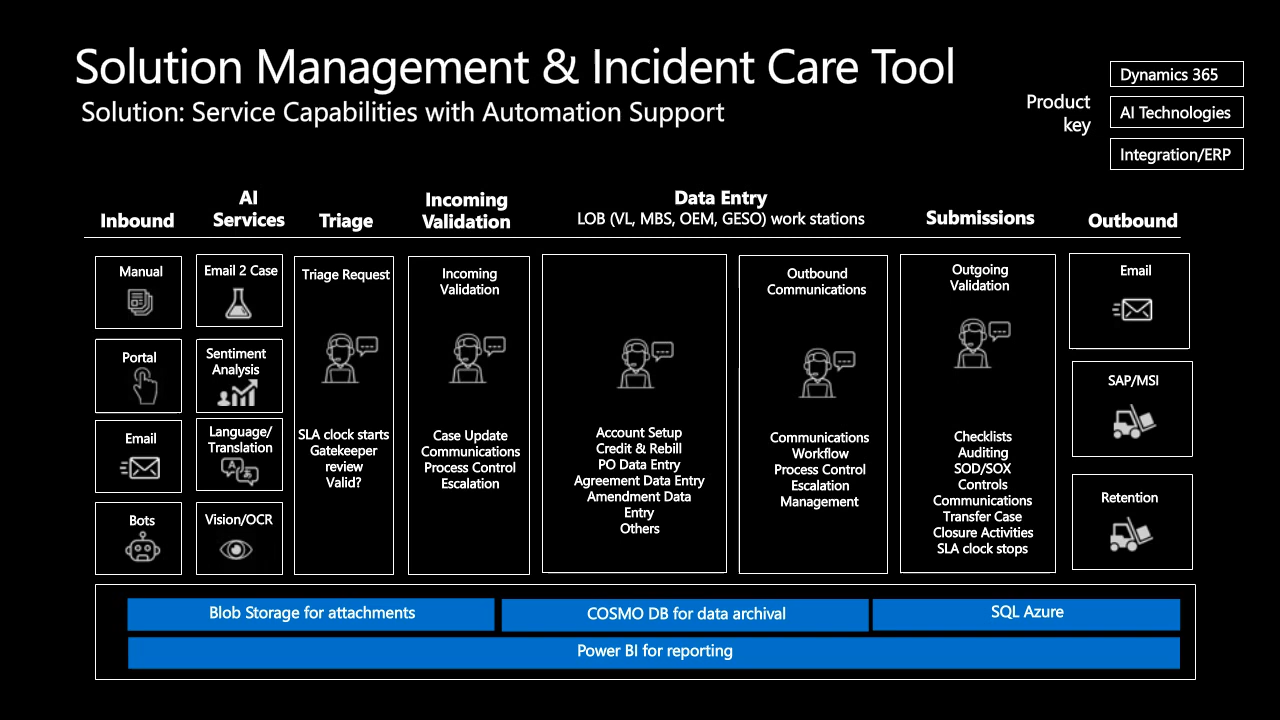 Solution Management & Incident Care Tool
Solution: Service Capabilities with Automation Support
Product
key
Dynamics 365
AI Technologies
Integration/ERP
Inbound
AI
Services
Triage
Incoming
Validation
Data Entry
LOB (VL, MBS, OEM, GESO) work stations
Submissions
Outbound
Manual
Portal
Email
Bots
Email 2 Case
Sentiment
Analysis
Language/
Translation
A
Vision/OCR
Triage Request
SLA clock starts
Gatekeeper
review
Valid?
Incoming
Validation
Case Update
Communications
Process Control
Escalation
Account Setup
Credit & Rebill
PO Data Entry
Agreement Data Entry
Amendment Data
Entry
Others
Outbound
Communications
Communications
Workflow
Process Control
Escalation
Management
Outgoing
Validation
Checklists
Auditing
SOD/SOX
Controls
Communications
Transfer Case
Closure Activities
SLA clock stops
Email
SAP/MSI
Retention
Blob Storage for attachments
COSMO DB for data archival
SQL Azure
Power BI for reporting